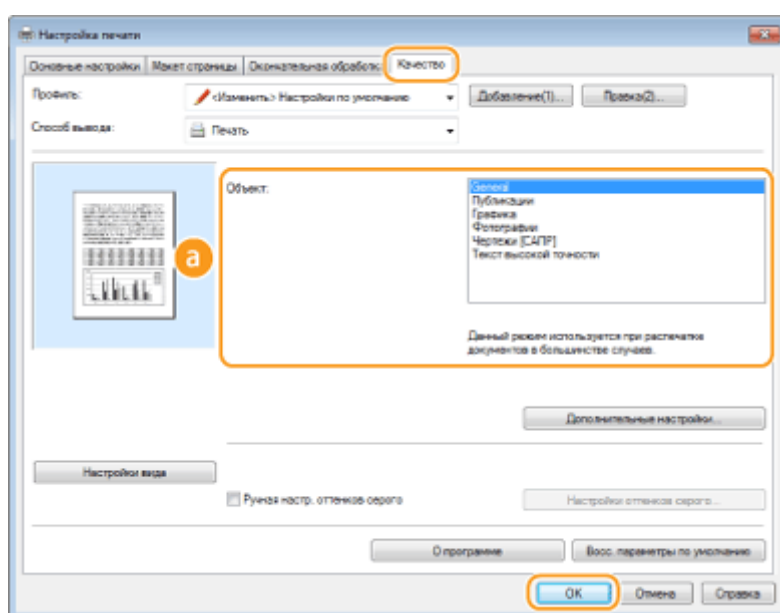 Настройка печати
Основные настройки Макет страницы Окончательная обработк Качество
Профиль: <Изменить> Настройки по умолчанию Добавление(1)... Правка(2)...
Способ вывода: Печать
a
Объект:
General
Публикации
Графика
Фотографии
Чертежи [САПР]
Текст высокой точности
Данный режим используется при распечатке
документов в большинстве случаев.
Дополнительные настройки...
Настройки вида
Ручная настр. оттенков серого Настройки оттенков серого...
О программе Восс. параметры по умолчанию
OK Отмена Справка